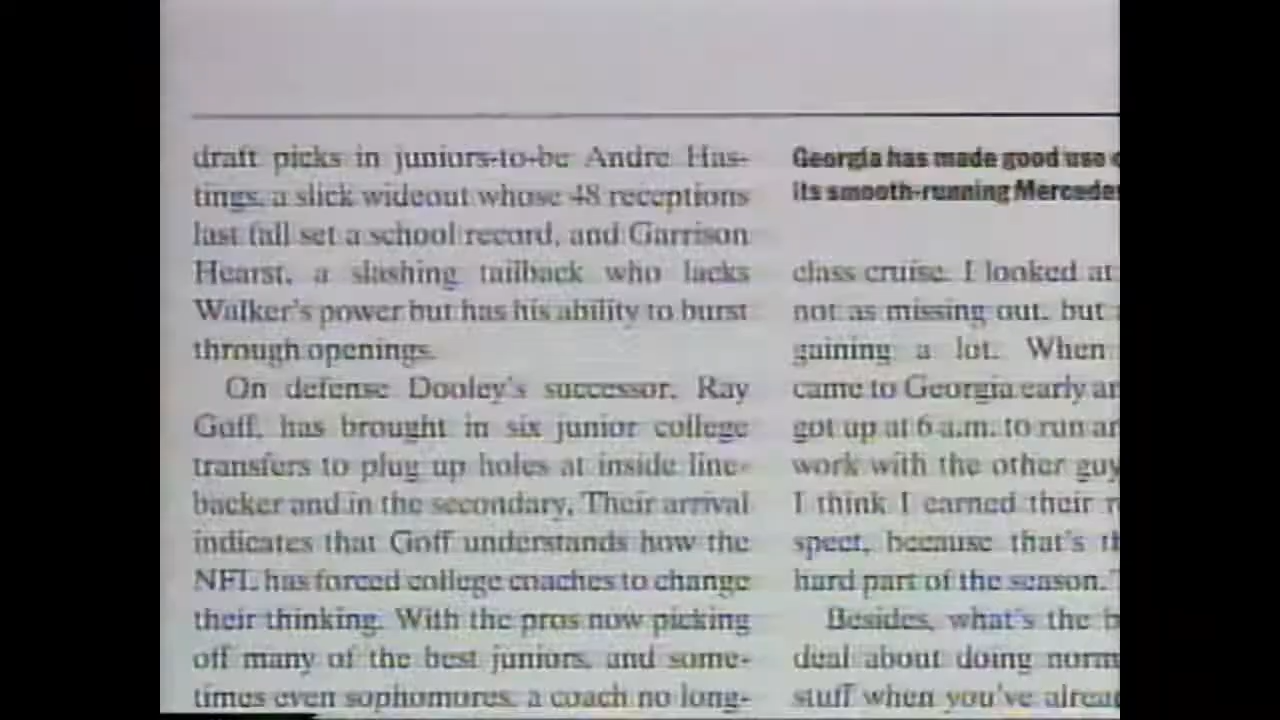 draft picks in juniors-to-be Andre Has-
tings, a slick wideout whose 48 receptions
last fall set a school record, and Garrison
Hearst, a slashing tailback who lacks
Walker's power but has his ability to burst
through openings.
On defense Dooley's successor, Ray
Goff, has brought in six junior college
transfers to plug up holes at inside line-
backer and in the secondary. Their arrival
indicates that Goff understands how the
NFL has forced college coaches to change
their thinking. With the pros now picking
off many of the best juniors, and some-
times even sophomores, a coach no long-
Georgia has made good use
its smooth-running Mercedes
class cruise. I looked at
not as missing out, but
gaining a lot. When
came to Georgia early an
got up at 6 a.m. to run an
work with the other guy
I think I earned their r
spect, because that's th
hard part of the season.
Besides, what's the b
deal about doing norm
stuff when you've alrea